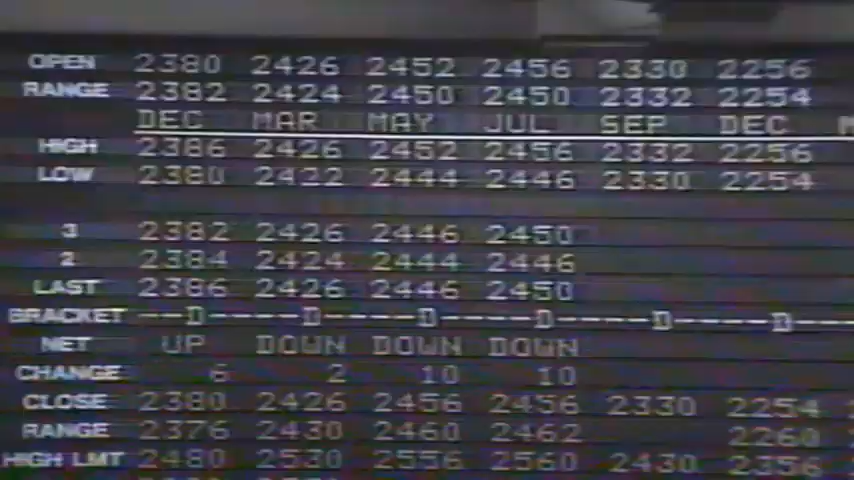 OPEN 2380 2426 2452 2456 2330 2256
RANGE 2382 2424 2450 2450 2332 2254
DEC MAR MAY JUL SEP DEC
HIGH 2386 2426 2452 2456 2332 2256
LOW 2380 2422 2444 2446 2330 2254
3 2382 2426 2446 2450
2 2384 2424 2444 2446
LAST 2386 2426 2446 2450
BRACKET --D-----D-----D-----D-----D-----D---
NET UP DOWN DOWN DOWN
CHANGE 6 2 10 10
CLOSE 2380 2426 2456 2456 2330 2254
RANGE 2376 2430 2460 2462 2260
HIGH LMT 2480 2530 2556 2560 2430 2356